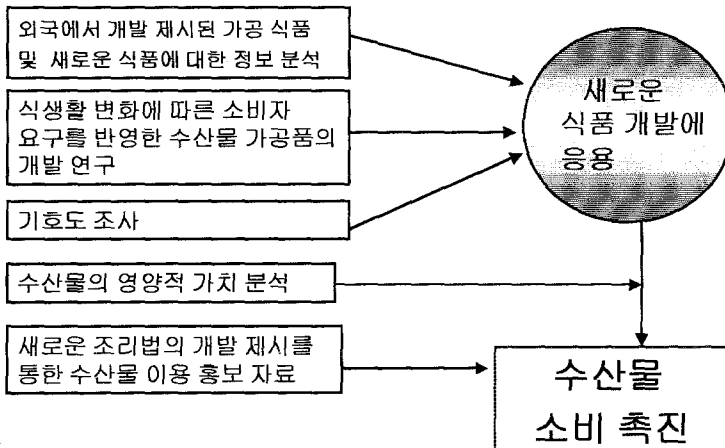 외국에서 개발 제시된 가공 식품
및 새로운 식품에 대한 정보 분석
식생활 변화에 따른 소비자
요구를 반영한 수산물 가공품의
개발 연구
기호도 조사
수산물의 영양적 가치 분석
새로운 조리법의 개발 제시를
통한 수산물 이용 홍보 자료
새로운
식품 개발에
응용
수산물
소비 촉진